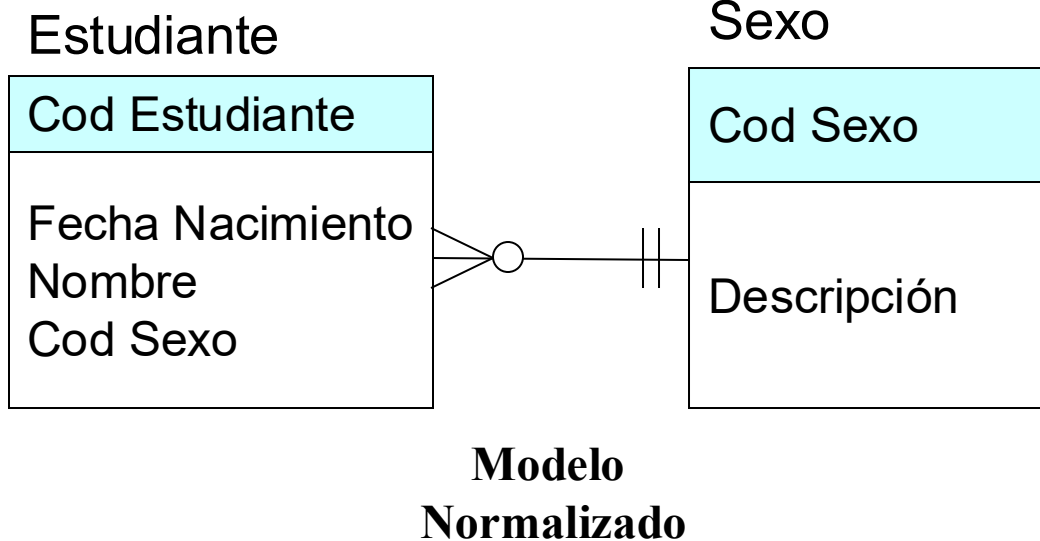 Estudiante
Cod Estudiante
Fecha Nacimiento
Nombre
Cod Sexo
Sexo
Cod Sexo
Descripción
Modelo
Normalizado